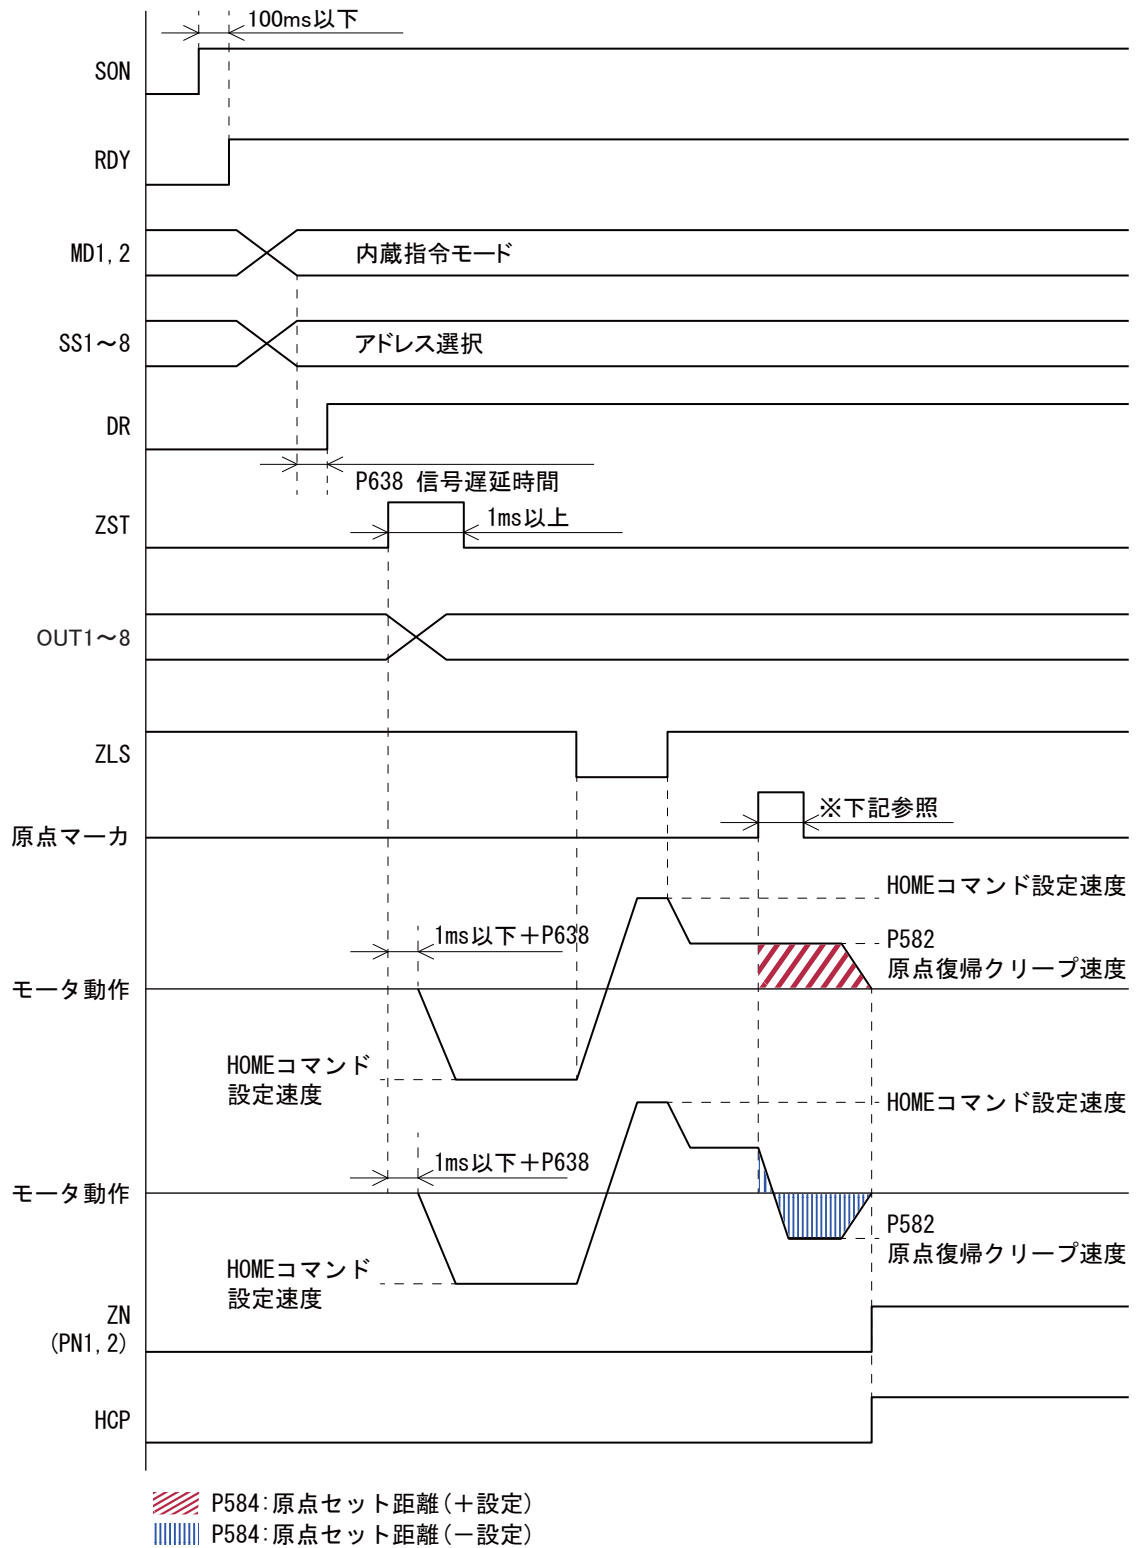 100ms以下
SON
RDY
MD1,2
内蔵指令モード
SS1～8
アドレス選択
DR
P638 信号遅延時間
ZST
1ms以上
OUT1～8
ZLS
※下記参照
原点マーカ
HOMEコマンド設定速度
1ms以下＋P638
P582
原点復帰クリープ速度
モータ動作
HOMEコマンド
設定速度
HOMEコマンド設定速度
1ms以下＋P638
モータ動作
P582
原点復帰クリープ速度
HOMEコマンド
設定速度
ZN
(PN1,2)
HCP
P584:原点セット距離(＋設定)
P584:原点セット距離(－設定)